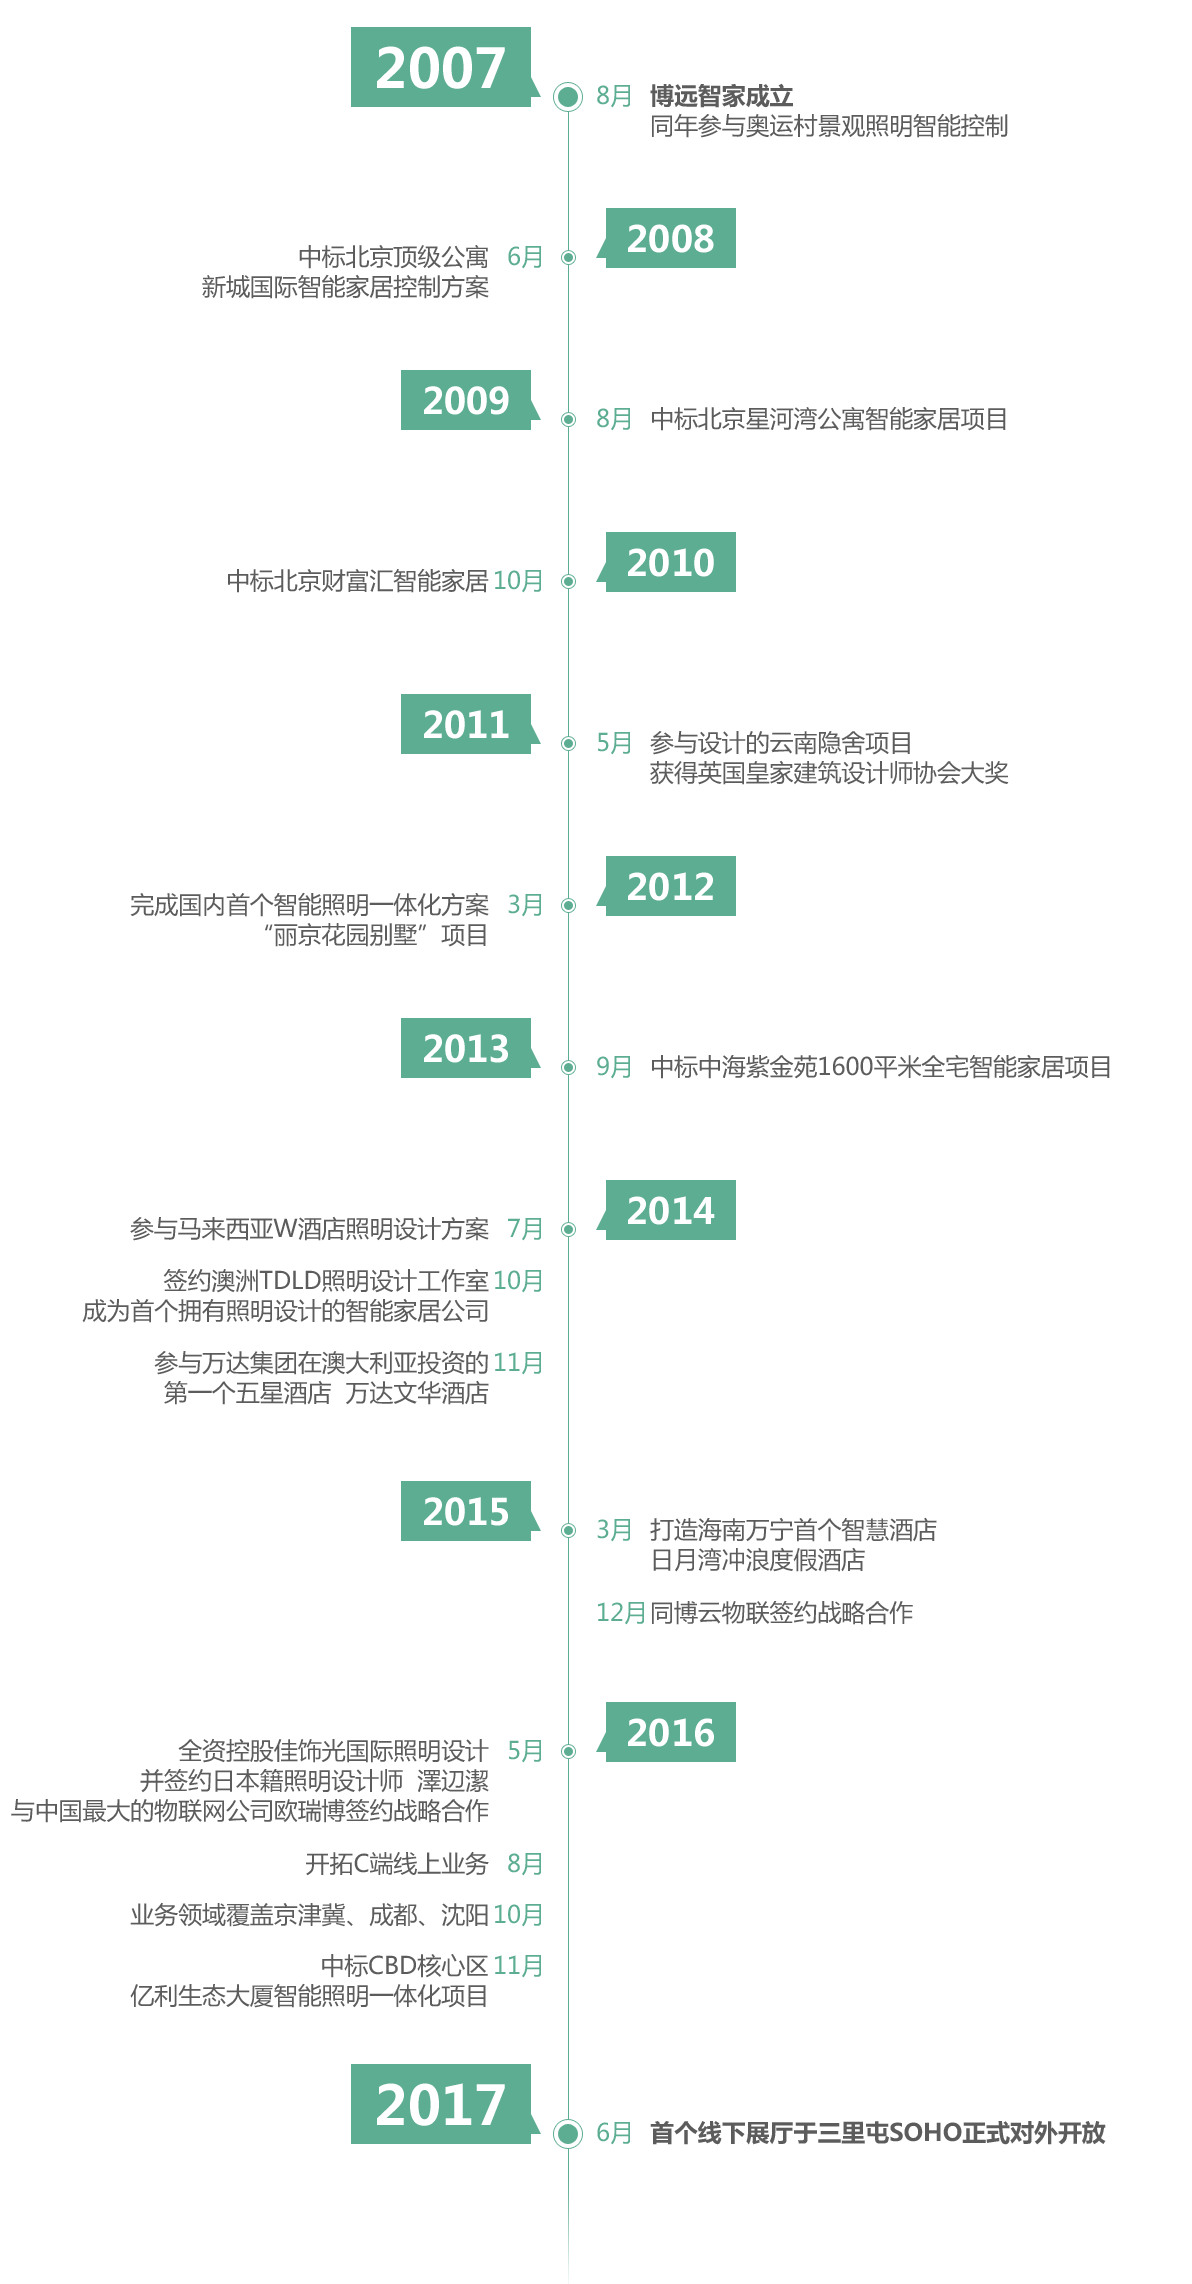 2007
8月 博远智家成立
同年参与奥运村景观照明智能控制
2008
中标北京顶级公寓 6月
新城国际智能家居控制方案
2009
8月 中标北京星河湾公寓智能家居项目
2010
中标北京财富汇智能家居 10月
2011
5月 参与设计的云南隐舍项目
获得英国皇家建筑设计师协会大奖
2012
完成国内首个智能照明一体化方案 3月
“丽京花园别墅”项目
2013
9月 中标中海紫金苑1600平米全宅智能家居项目
2014
参与马来西亚W酒店照明设计方案 7月
签约澳洲TDLD照明设计工作室 10月
成为首个拥有照明设计的智能家居公司
参与万达集团在澳大利亚投资的 11月
第一个五星酒店 万达文华酒店
2015
3月 打造海南万宁首个智慧酒店
日月湾冲浪度假酒店
12月 同博云物联签约战略合作
2016
全资控股佳饰光国际照明设计 5月
并签约日本籍照明设计师 澤辺潔
与中国最大的物联网公司欧瑞博签约战略合作
开拓C端线上业务 8月
业务领域覆盖京津冀、成都、沈阳 10月
中标CBD核心区 11月
亿利生态大厦智能照明一体化项目
2017
6月 首个线下展厅于三里屯SOHO正式对外开放